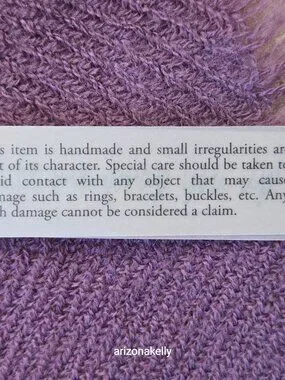 s item is handmade and small irregularities are
t of its character. Special care should be taken to
id contact with any object that may cause
mage such as rings, bracelets, buckles, etc. Any
h damage cannot be considered a claim.
arizonakelly